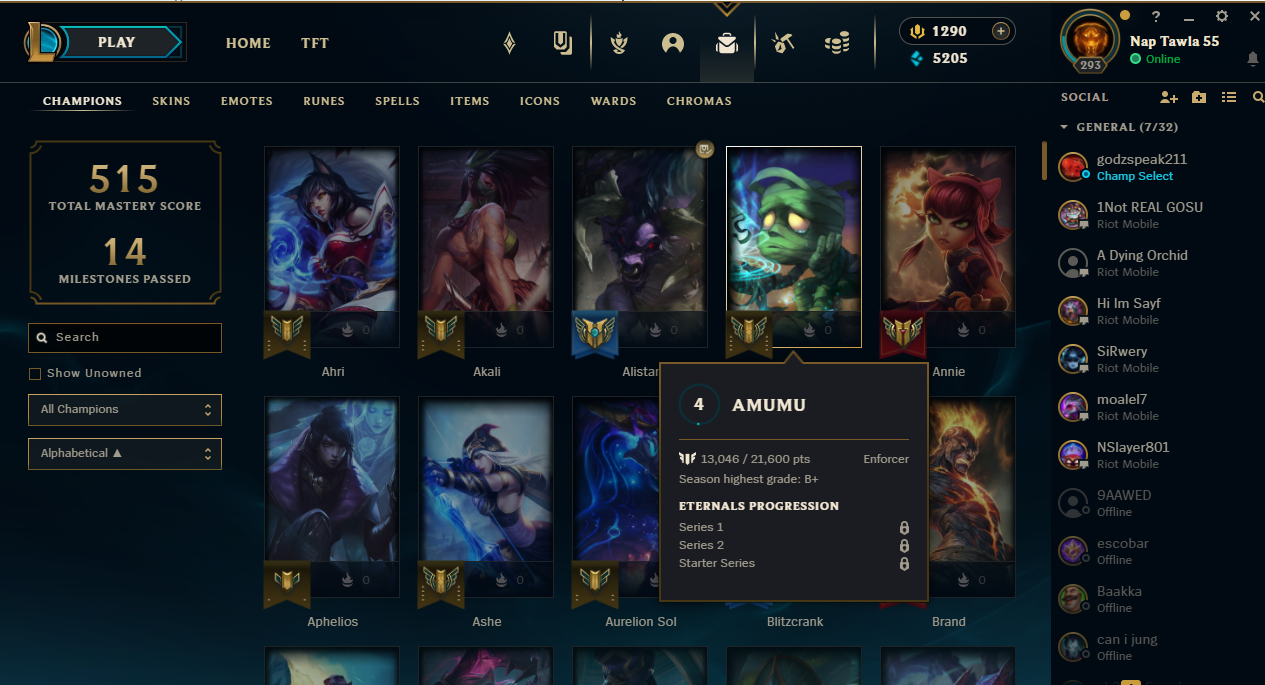 PLAY
HOME
TFT
1290
5205
293
Nap Tawla 55
Online
CHAMPIONS
SKINS
EMOTES
RUNES
SPELLS
ITEMS
ICONS
WARDS
CHROMAS
SOCIAL
GENERAL (7/32)
515
TOTAL MASTERY SCORE
14
MILESTONES PASSED
Search
Show Unowned
All Champions
Alphabetical ▲
0
0
0
0
0
Ahri
Akali
Alistar
Annie
4
AMUMU
13,046 / 21,600 pts
Enforcer
Season highest grade: B+
ETERNALS PROGRESSION
Series 1
Series 2
Starter Series
0
0
0
Aphelios
Ashe
Aurelion Sol
Blitzcrank
Brand
godzspeak211
Champ Select
1Not REAL GOSU
Riot Mobile
A Dying Orchid
Riot Mobile
Hi Im Sayf
Riot Mobile
SiRwery
Riot Mobile
moalel7
Riot Mobile
NSlayer801
Riot Mobile
9AAWED
Offline
escobar
Offline
Baakka
Offline
can i jung
Offline